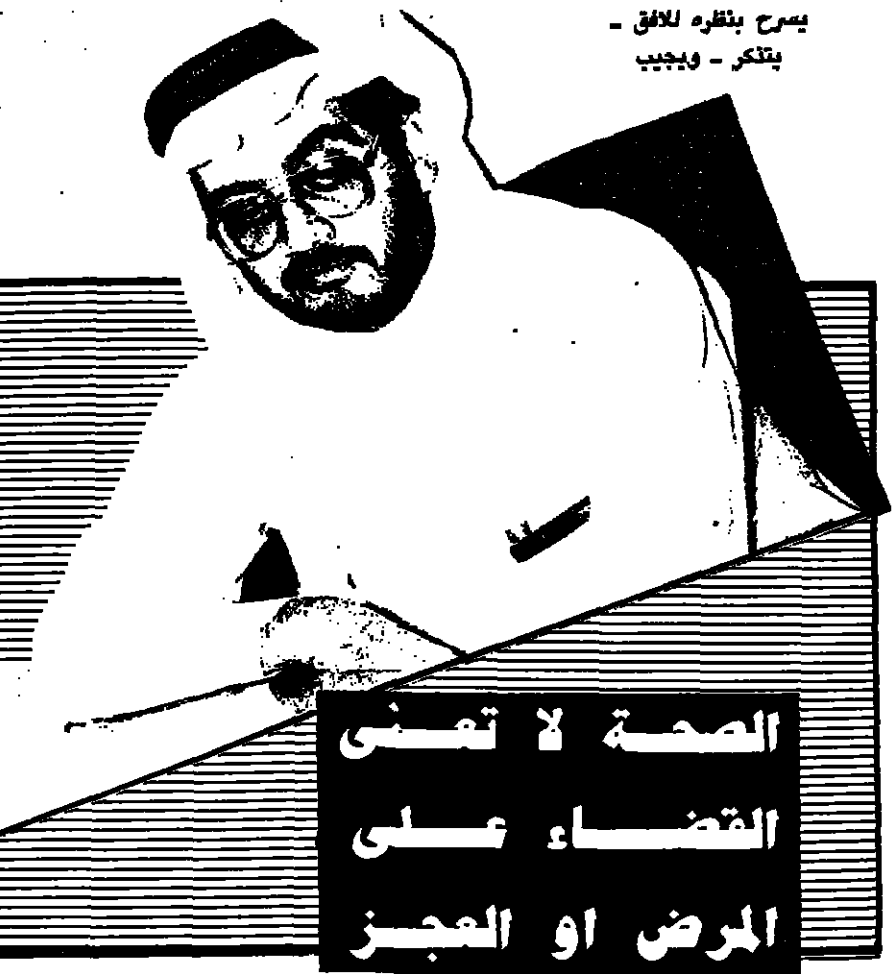 يسرح بنظره للافق -
يتذكر - ويجيب
الصحة لا تعنى
القضاء على
المرض او العجز